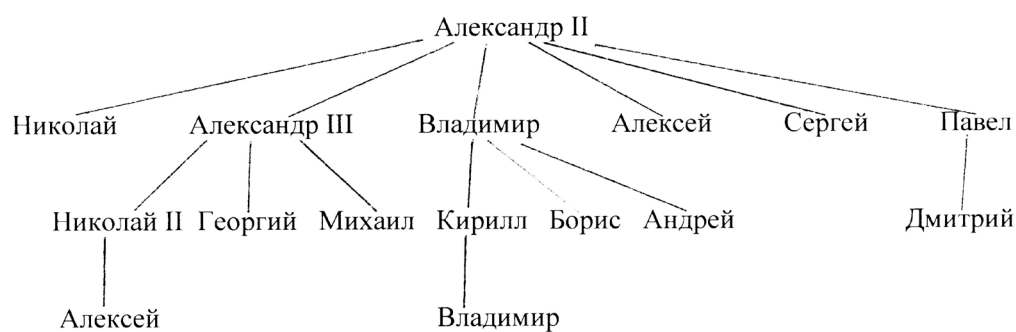 Александр II
Николай Александр III Владимир Алексей Сергей Павел
Николай II Георгий Михаил Кирилл Борис Андрей Дмитрий
Алексей Владимир